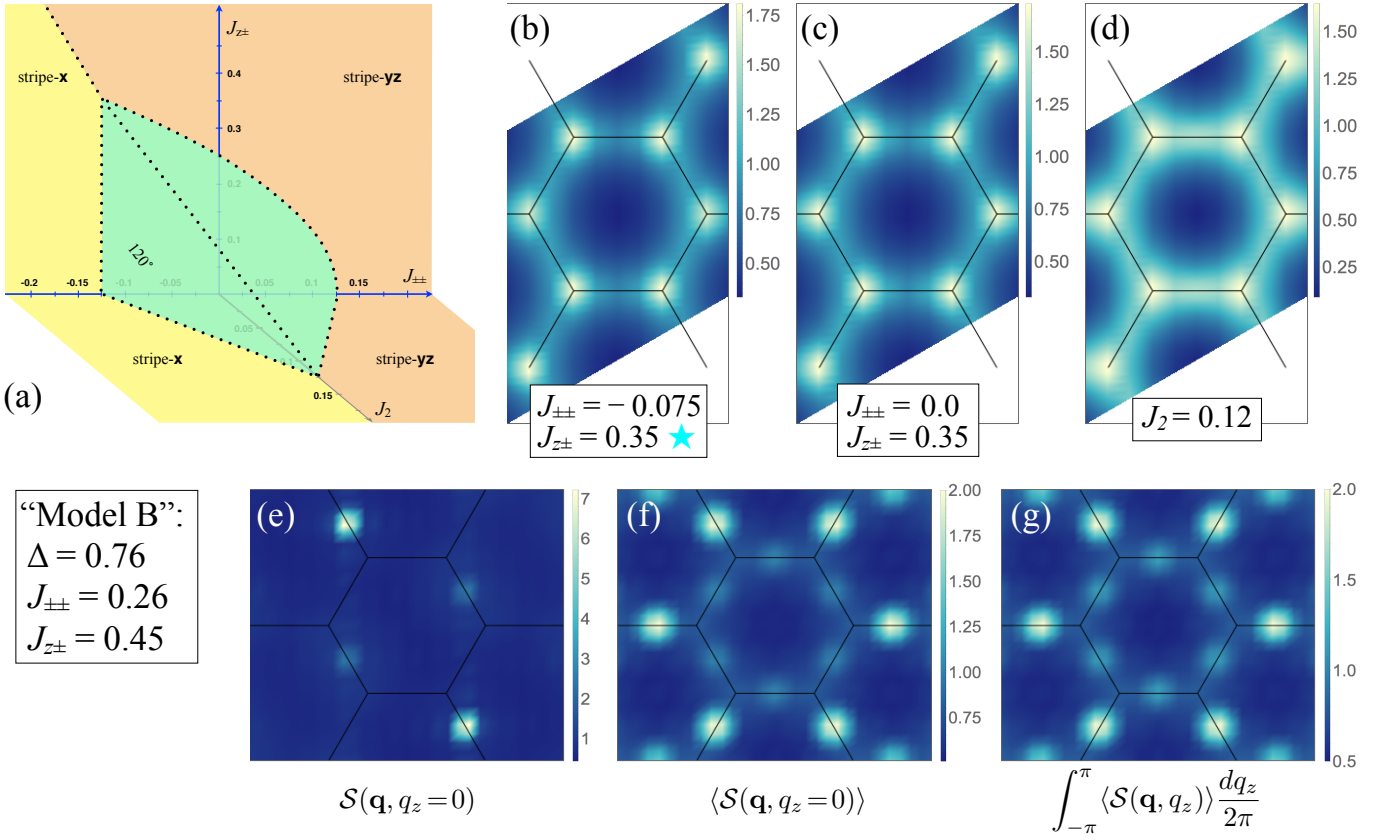 (a)
J_{z±}
0.4
0.3
0.2
0.1
stripe-x
stripe-yz
120°
-0.2
-0.15
-0.1
-0.05
0.05
0.1
0.15
J_{±±}
0.05
0.15
J_2
stripe-x
stripe-yz
(b)
1.75
1.50
1.25
1.00
0.75
0.50
J_{±±} = − 0.075
J_{z±} = 0.35 ★
(c)
1.50
1.00
0.50
J_{±±} = 0.0
J_{z±} = 0.35
(d)
1.50
1.25
1.00
0.75
0.50
0.25
J_2 = 0.12
“Model B”:
Δ = 0.76
J_{±±} = 0.26
J_{z±} = 0.45
(e)
7
6
5
4
3
2
1
S(q, q_z = 0)
(f)
2.00
1.75
1.50
1.25
1.00
0.75
⟨S(q, q_z = 0)⟩
(g)
2.0
1.5
1.0
0.5
∫_{-π}^{π} ⟨S(q, q_z)⟩ dq_z/2π